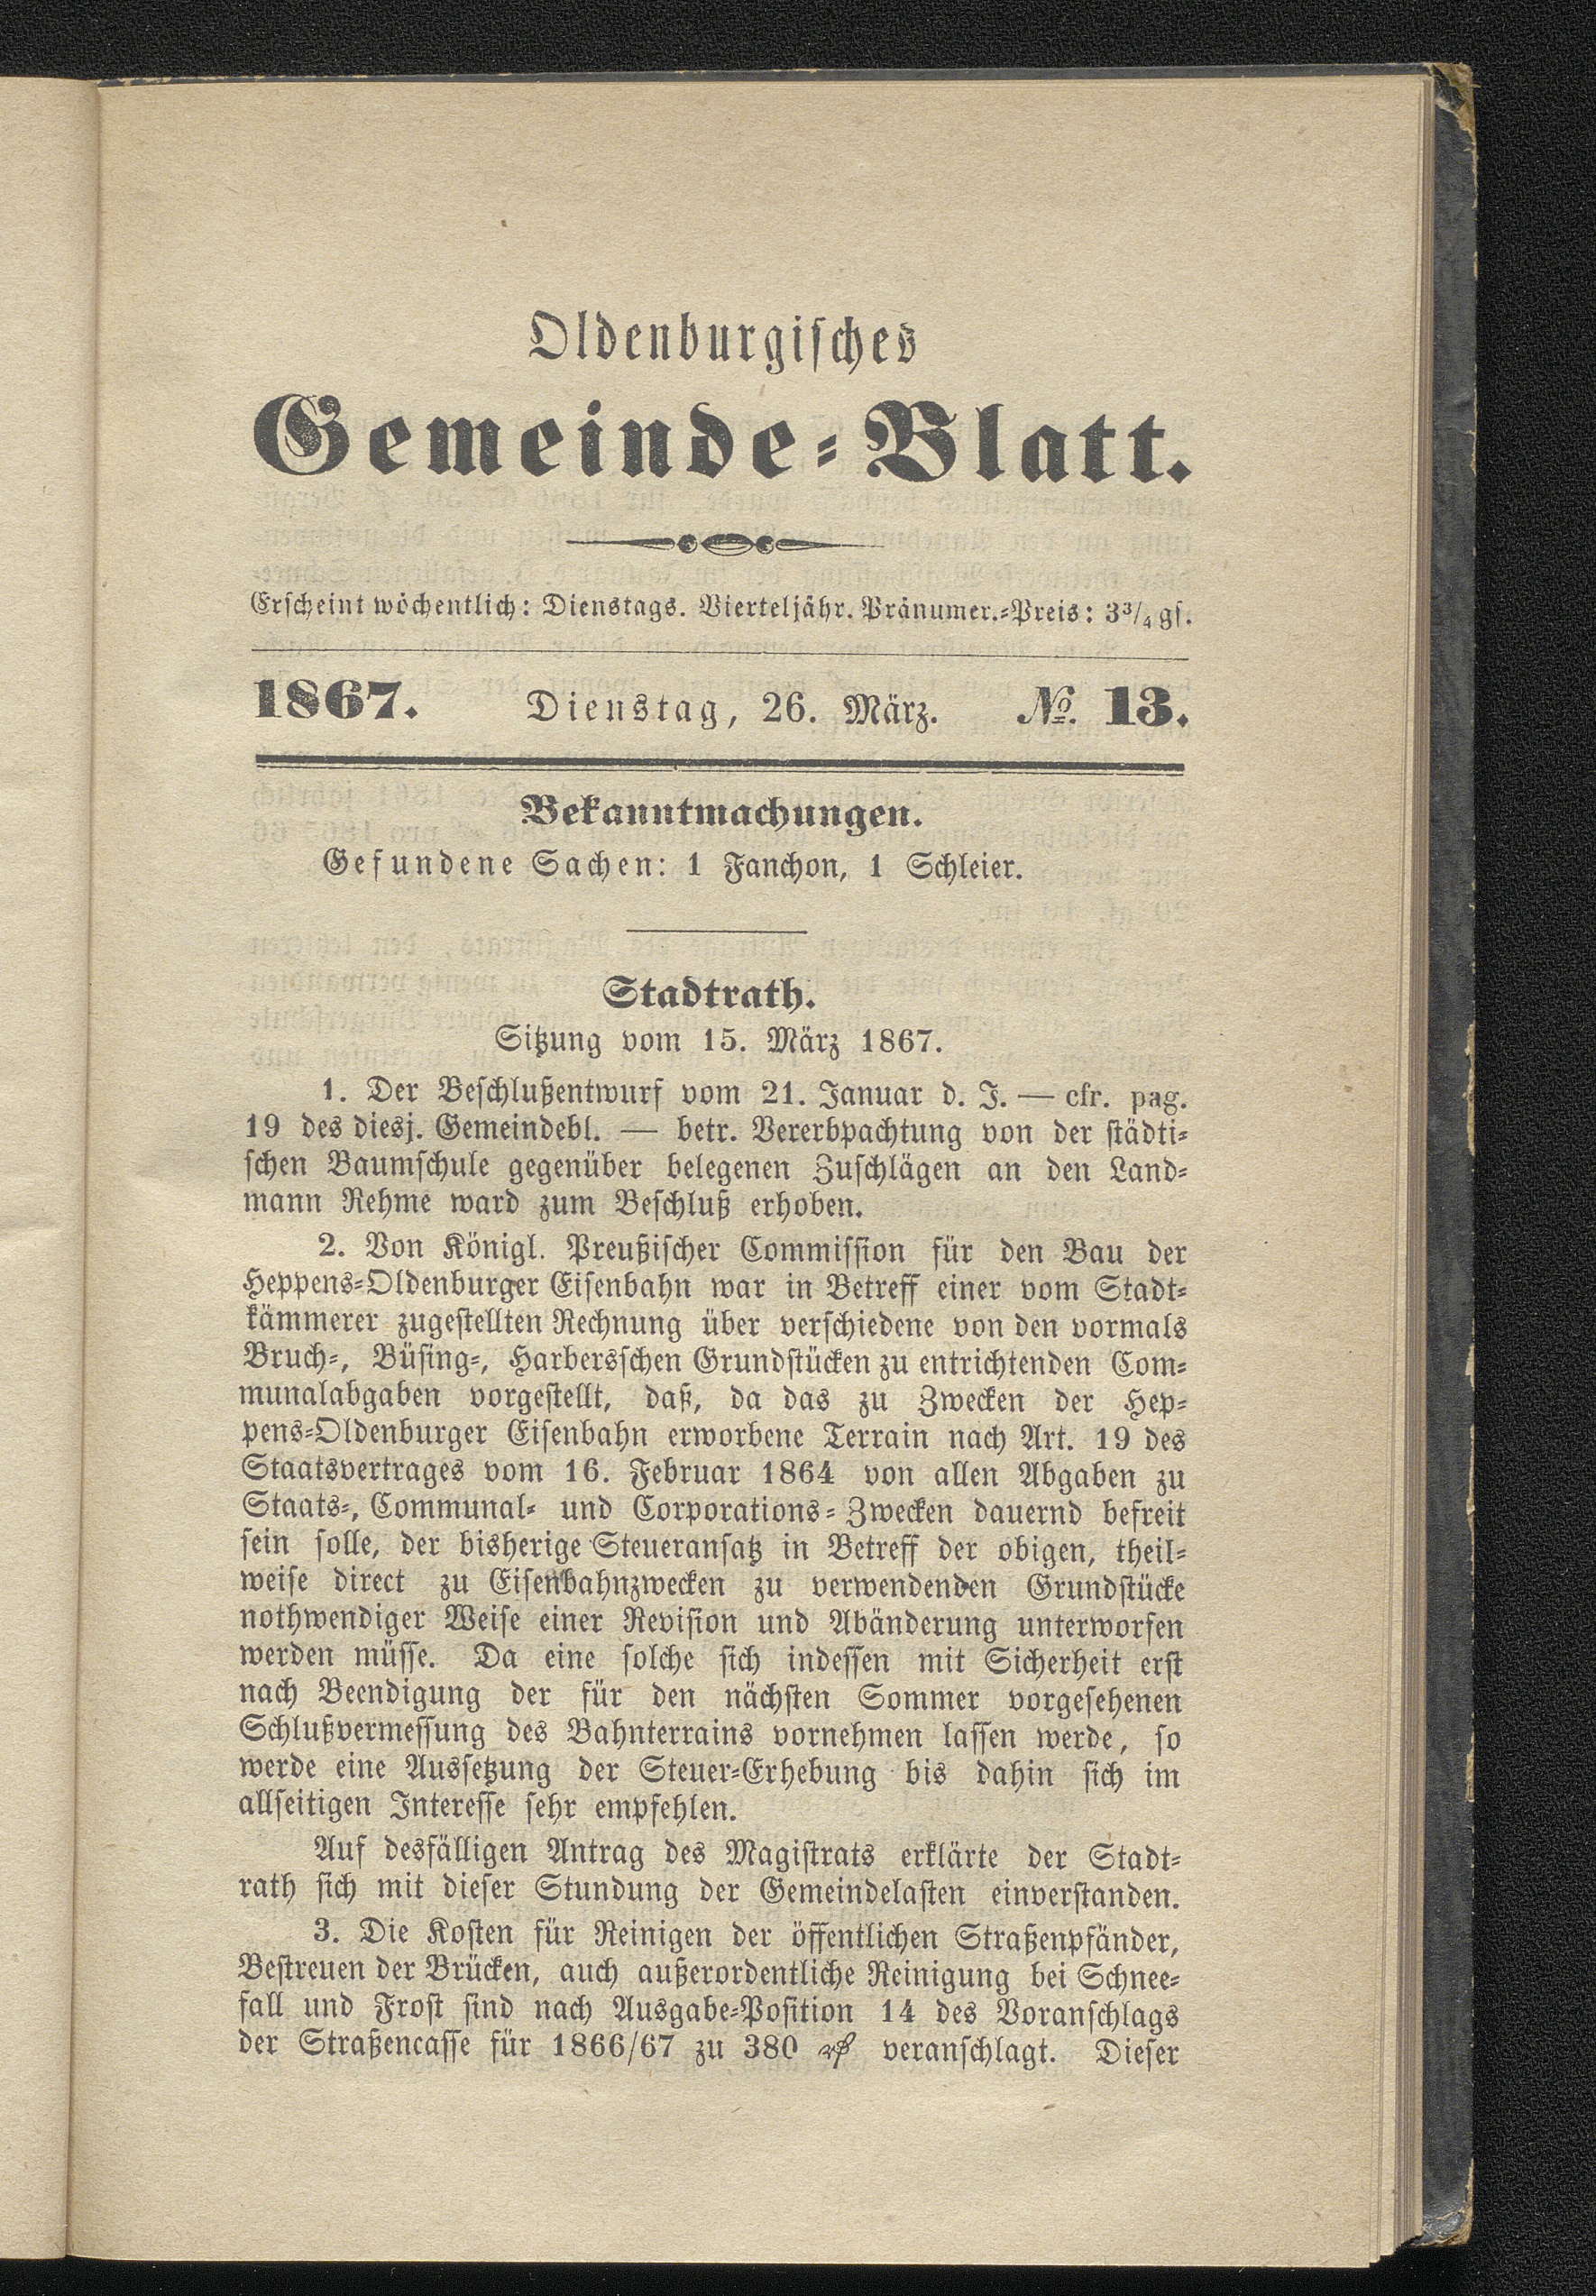 Oldenburgisches
Gemeinde-Blatt.
Erscheint wöchentlich: Dienstags. Vierteljähr. Pränumer.-Preis: 3¾ gs.
1867. Dienstag, 26. März. №. 13.
Bekanntmachungen.
Gefundene Sachen: 1 Fanchon, 1 Schleier.
Stadtrath.
Sitzung vom 15. März 1867.
1. Der Beschlußentwurf vom 21. Januar d. J. — cfr. pag.
19 des diesj. Gemeindebl. — betr. Vererbpachtung von der städti-
schen Baumschule gegenüber belegenen Zuschlägen an den Land-
mann Rehme ward zum Beschluß erhoben.
2. Von Königl. Preußischer Commission für den Bau der
Heppens-Oldenburger Eisenbahn war in Betreff einer vom Stadt-
kämmerer zugestellten Rechnung über verschiedene von den vormals
Bruch-, Büsing-, Harbersschen Grundstücken zu entrichtenden Com-
munalabgaben vorgestellt, daß, da das zu Zwecken der Hep-
pens-Oldenburger Eisenbahn erworbene Terrain nach Art. 19 des
Staatsvertrages vom 16. Februar 1864 von allen Abgaben zu
Staats-, Communal- und Corporations-Zwecken dauernd befreit
sein solle, der bisherige Steueransatz in Betreff der obigen, theil-
weise direct zu Eisenbahnzwecken zu verwendenden Grundstücke
nothwendiger Weise einer Revision und Abänderung unterworfen
werden müsse. Da eine solche sich indessen mit Sicherheit erst
nach Beendigung der für den nächsten Sommer vorgesehenen
Schlußvermessung des Bahnterrains vornehmen lassen werde, so
werde eine Aussetzung der Steuer-Erhebung bis dahin sich im
allseitigen Interesse sehr empfehlen.
Auf desfälligen Antrag des Magistrats erklärte der Stadt-
rath sich mit dieser Stundung der Gemeindelasten einverstanden.
3. Die Kosten für Reinigen der öffentlichen Straßenpfänder,
Bestreuen der Brücken, auch außerordentliche Reinigung bei Schnee-
fall und Frost sind nach Ausgabe-Position 14 des Voranschlags
der Straßencasse für 1866/67 zu 380 ₰ veranschlagt. Dieser